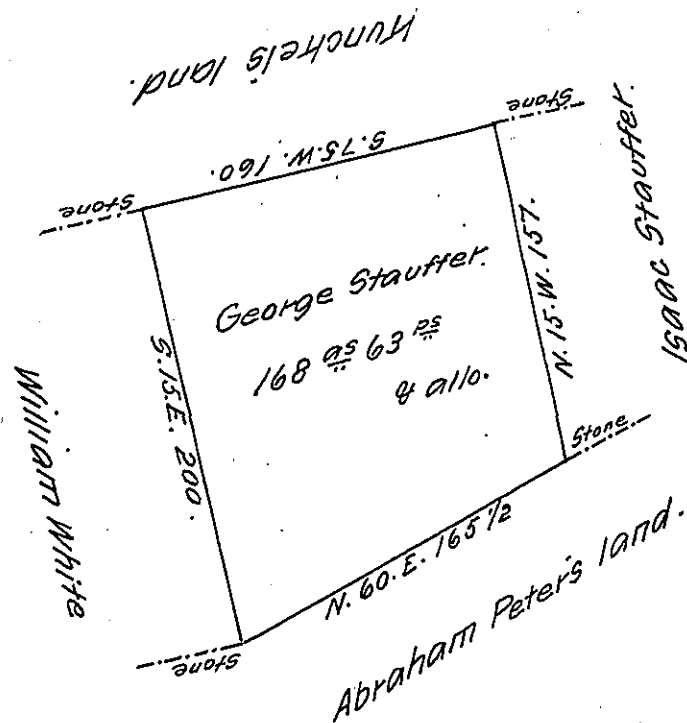 Hunckel's land.
Stone
S. 75. W. 160.
Stone
Isaac Stauffer.
N. 15. W. 157.
George Stauffer.
168 as 63 ps
& allo.
S. 15. E. 200.
William White
Stone
N. 60. E. 165 1/2
Stone
Abraham Peter's land.